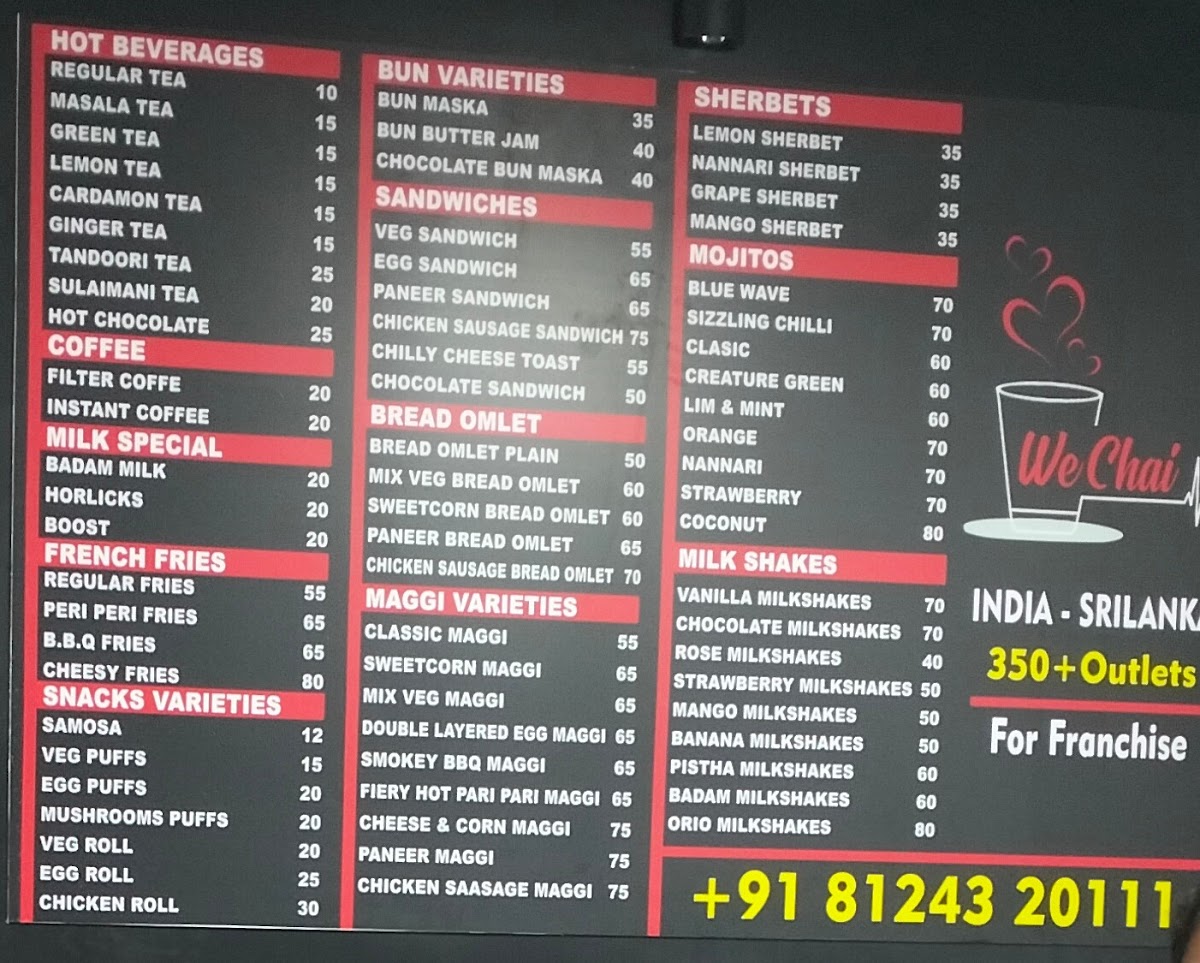 HOT BEVERAGES
REGULAR TEA 10
MASALA TEA 15
GREEN TEA 15
LEMON TEA 15
CARDAMON TEA 15
GINGER TEA 15
TANDOORI TEA 25
SULAIMANI TEA 20
HOT CHOCOLATE 25
COFFEE
FILTER COFFE 20
INSTANT COFFEE 20
MILK SPECIAL
BADAM MILK 20
HORLICKS 20
BOOST 20
FRENCH FRIES
REGULAR FRIES 55
PERI PERI FRIES 65
B.B.Q FRIES 65
CHEESY FRIES 80
SNACKS VARIETIES
SAMOSA 12
VEG PUFFS 15
EGG PUFFS 20
MUSHROOMS PUFFS 20
VEG ROLL 20
EGG ROLL 25
CHICKEN ROLL 30
BUN VARIETIES
BUN MASKA 35
BUN BUTTER JAM 40
CHOCOLATE BUN MASKA 40
SANDWICHES
VEG SANDWICH 55
EGG SANDWICH 65
PANEER SANDWICH 65
CHICKEN SAUSAGE SANDWICH 75
CHILLY CHEESE TOAST 55
CHOCOLATE SANDWICH 50
BREAD OMLET
BREAD OMLET PLAIN 50
MIX VEG BREAD OMLET 60
SWEETCORN BREAD OMLET 60
PANEER BREAD OMLET 65
CHICKEN SAUSAGE BREAD OMLET 70
MAGGI VARIETIES
CLASSIC MAGGI 55
SWEETCORN MAGGI 65
MIX VEG MAGGI 65
DOUBLE LAYERED EGG MAGGI 65
SMOKEY BBQ MAGGI 65
FIERY HOT PARI PARI MAGGI 65
CHEESE & CORN MAGGI 75
PANEER MAGGI 75
CHICKEN SAASAGE MAGGI 75
SHERBETS
LEMON SHERBET 35
NANNARI SHERBET 35
GRAPE SHERBET 35
MANGO SHERBET 35
MOJITOS
BLUE WAVE 70
SIZZLING CHILLI 70
CLASIC 60
CREATURE GREEN 60
LIM & MINT 60
ORANGE 70
NANNARI 70
STRAWBERRY 70
COCONUT 80
MILK SHAKES
VANILLA MILKSHAKES 70
CHOCOLATE MILKSHAKES 70
ROSE MILKSHAKES 40
STRAWBERRY MILKSHAKES 50
MANGO MILKSHAKES 50
BANANA MILKSHAKES 50
PISTHA MILKSHAKES 60
BADAM MILKSHAKES 60
ORIO MILKSHAKES 80
We Chai
INDIA - SRILANKA
350+Outlets
For Franchise
+91 81243 20111